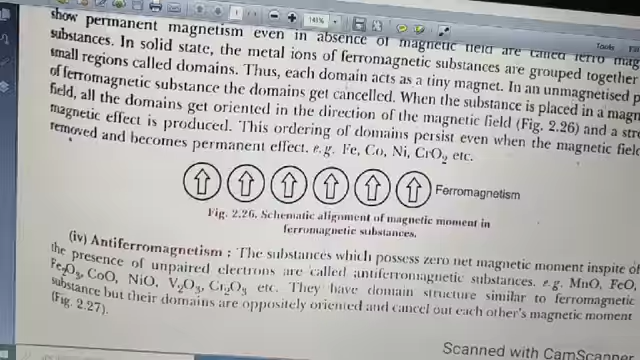 141%
Tools
show permanent magnetism even in absence of magnetic field are called ferro mag
substances. In solid state, the metal ions of ferromagnetic substances are grouped together
small regions called domains. Thus, each domain acts as a tiny magnet. In an unmagnetised p
of ferromagnetic substance the domains get cancelled. When the substance is placed in a magn
field, all the domains get oriented in the direction of the magnetic field (Fig. 2.26) and a stro
magnetic effect is produced. This ordering of domains persist even when the magnetic field
removed and becomes permanent effect. e.g. Fe, Co, Ni, CrO₂ etc.
Ferromagnetism
Fig. 2.26. Schematic alignment of magnetic moment in
ferromagnetic substances.
(iv) Antiferromagnetism : The substances which possess zero net magnetic moment inspite of
the presence of unpaired electrons are called antiferromagnetic substances. e.g. MnO, FeO,
Fe₂O₃, CoO, NiO, V₂O₃, Cr₂O₃ etc. They have domain structure similar to ferromagnetic
substance but their domains are oppositely oriented and cancel out each other's magnetic moment
(Fig. 2.27).
Scanned with CamScanner